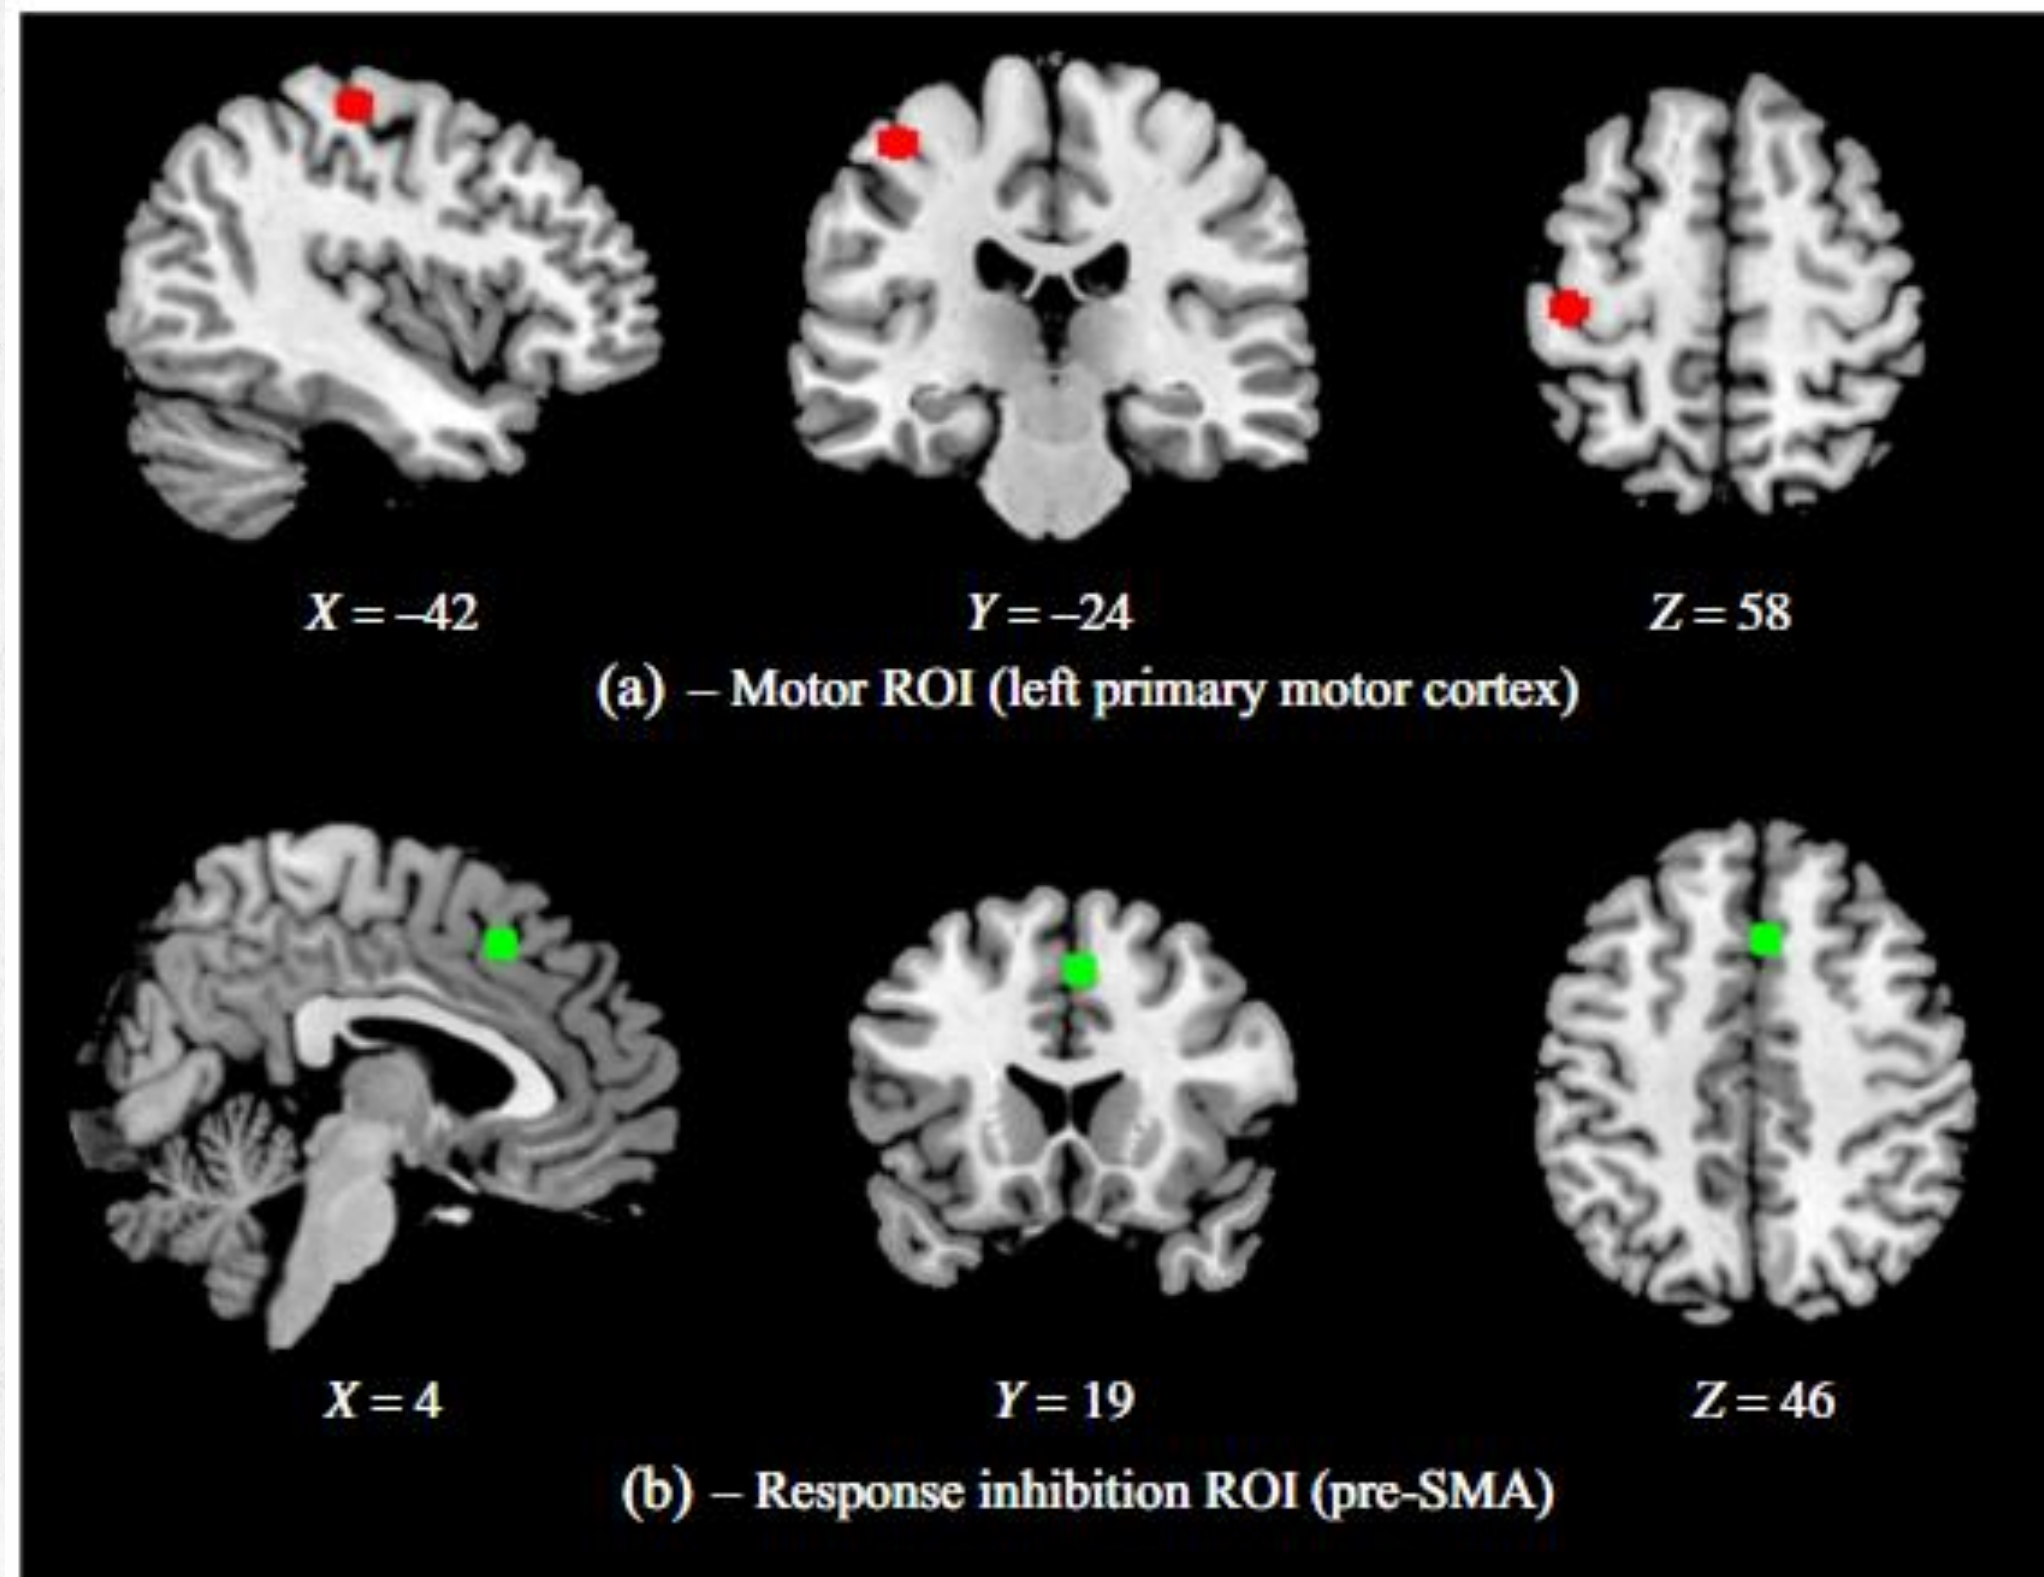 X = –42 Y = –24 Z = 58
(a) – Motor ROI (left primary motor cortex)
X = 4 Y = 19 Z = 46
(b) – Response inhibition ROI (pre-SMA)